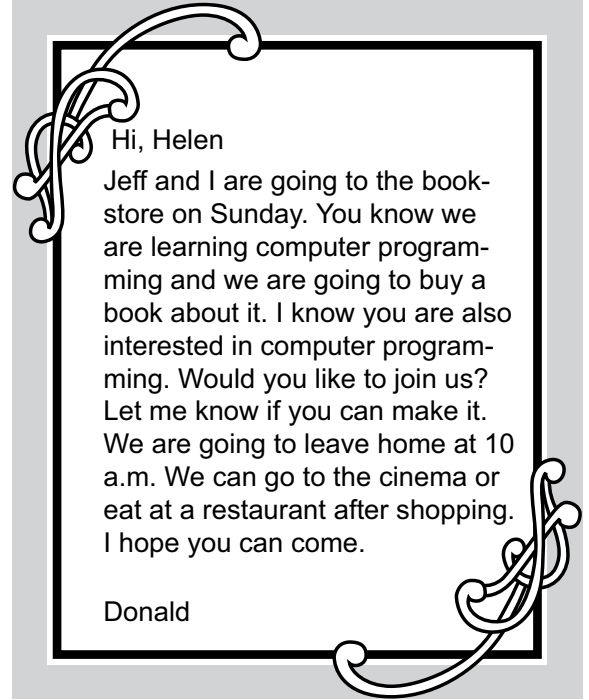 Hi, Helen
Jeff and I are going to the book-
store on Sunday. You know we
are learning computer program-
ming and we are going to buy a
book about it. I know you are also
interested in computer program-
ming. Would you like to join us?
Let me know if you can make it.
We are going to leave home at 10
a.m. We can go to the cinema or
eat at a restaurant after shopping.
I hope you can come.
Donald